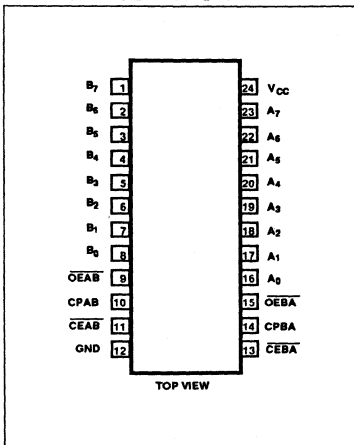 B7 1 24 VCC
B6 2 23 A7
B5 3 22 A6
B4 4 21 A5
B3 5 20 A4
B2 6 19 A3
B1 7 18 A2
B0 8 17 A1
OEAB 9 16 A0
CPAB 10 15 OEBA
CEAB 11 14 CPBA
GND 12 13 CEBA
TOP VIEW